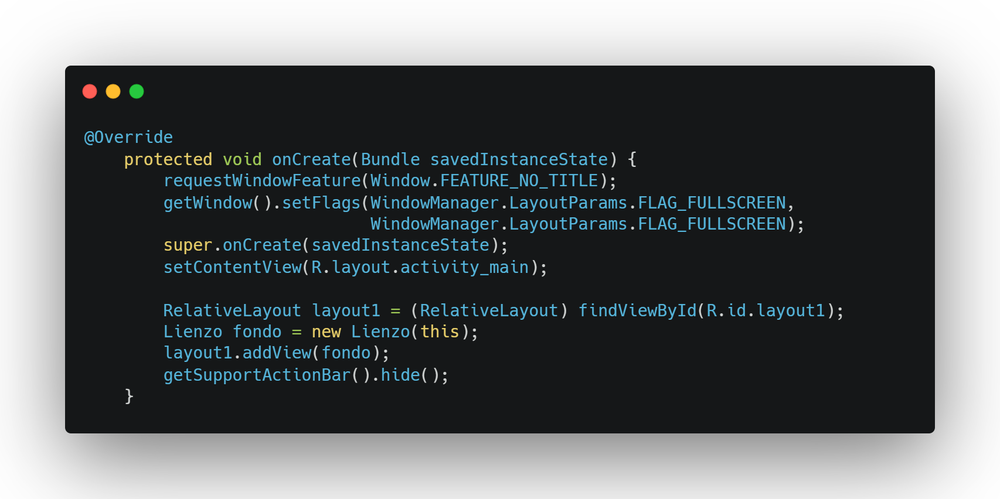 @Override
    protected void onCreate(Bundle savedInstanceState) {
        requestWindowFeature(Window.FEATURE_NO_TITLE);
        getWindow().setFlags(WindowManager.LayoutParams.FLAG_FULLSCREEN,
                             WindowManager.LayoutParams.FLAG_FULLSCREEN);
        super.onCreate(savedInstanceState);
        setContentView(R.layout.activity_main);

        RelativeLayout layout1 = (RelativeLayout) findViewById(R.id.layout1);
        Lienzo fondo = new Lienzo(this);
        layout1.addView(fondo);
        getSupportActionBar().hide();
    }